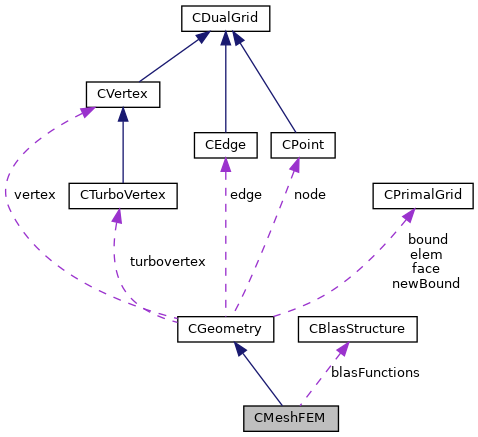 CDualGrid
CVertex
CEdge
CPoint
CTurboVertex
CPrimalGrid
vertex
edge
node
bound
elem
face
newBound
turbovertex
CGeometry
CBlasStructure
blasFunctions
CMeshFEM